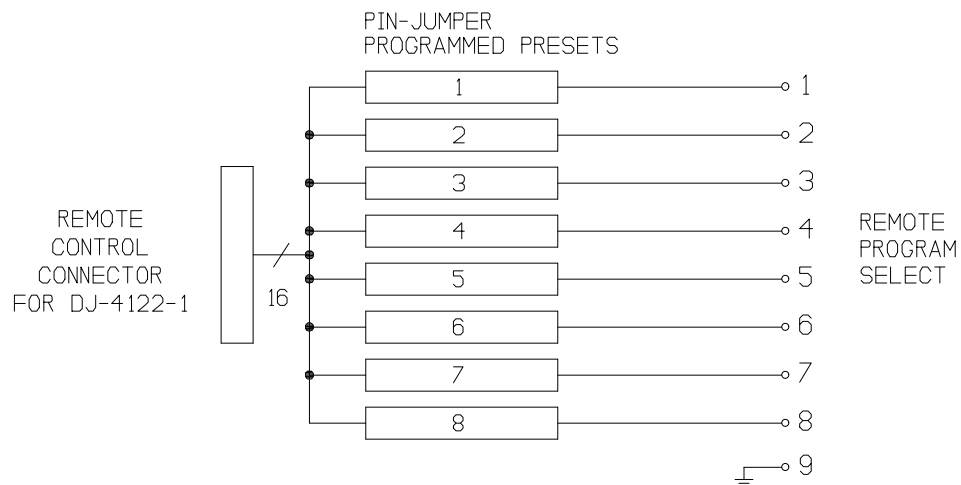 PIN-JUMPER
PROGRAMMED PRESETS
1
1
2
2
3
3
4
4
5
5
6
6
7
7
8
8
9
REMOTE
CONTROL
CONNECTOR
FOR DJ-4122-1
16
REMOTE
PROGRAM
SELECT